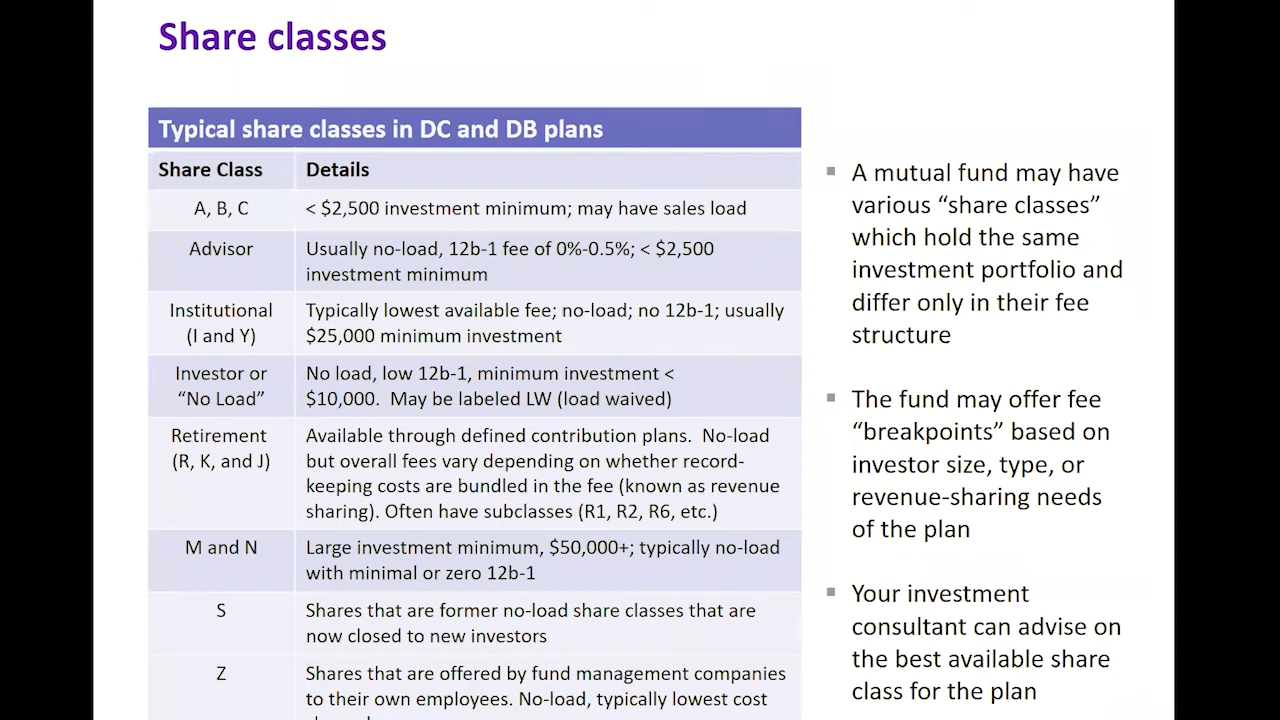 Share classes
Typical share classes in DC and DB plans
Share Class
Details
A, B, C
< $2,500 investment minimum; may have sales load
Advisor
Usually no-load, 12b-1 fee of 0%-0.5%; < $2,500
investment minimum
Institutional
(I and Y)
Typically lowest available fee; no-load; no 12b-1; usually
$25,000 minimum investment
Investor or
“No Load”
No load, low 12b-1, minimum investment <
$10,000.  May be labeled LW (load waived)
Retirement
(R, K, and J)
Available through defined contribution plans.  No-load
but overall fees vary depending on whether record-
keeping costs are bundled in the fee (known as revenue
sharing). Often have subclasses (R1, R2, R6, etc.)
M and N
Large investment minimum, $50,000+; typically no-load
with minimal or zero 12b-1
S
Shares that are former no-load share classes that are
now closed to new investors
Z
Shares that are offered by fund management companies
to their own employees. No-load, typically lowest cost
▪ A mutual fund may have
various “share classes”
which hold the same
investment portfolio and
differ only in their fee
structure
▪ The fund may offer fee
“breakpoints” based on
investor size, type, or
revenue-sharing needs
of the plan
▪ Your investment
consultant can advise on
the best available share
class for the plan